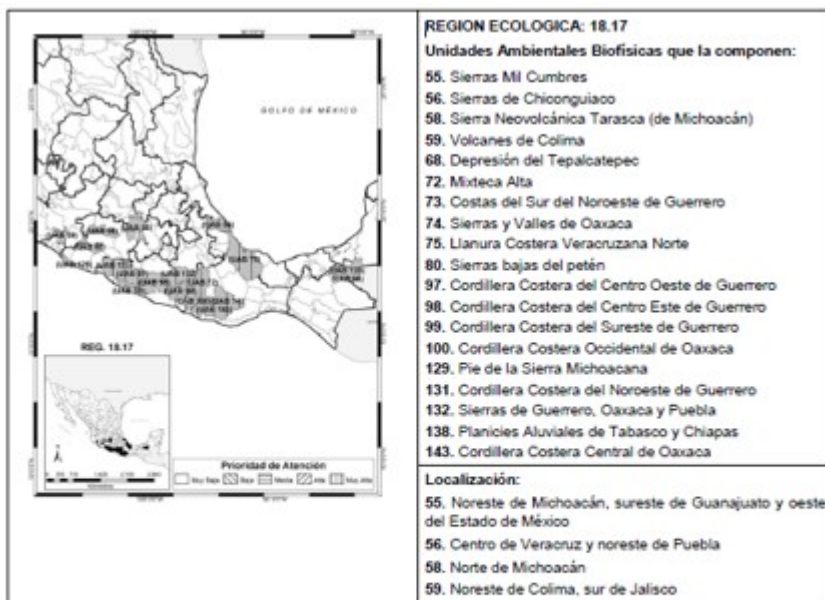 GOLFO DE MÉXICO
REG. 18.17
Prioridad de Atención
Muy Baja Baja Media Alta Muy Alta
REGION ECOLOGICA: 18.17
Unidades Ambientales Biofísicas que la componen:
55. Sierras Mil Cumbres
56. Sierras de Chiconguiaco
58. Sierra Neovolcánica Tarasca (de Michoacán)
59. Volcanes de Colima
68. Depresión del Tepalcatepec
72. Mixteca Alta
73. Costas del Sur del Noroeste de Guerrero
74. Sierras y Valles de Oaxaca
75. Llanura Costera Veracruzana Norte
80. Sierras bajas del petén
97. Cordillera Costera del Centro Oeste de Guerrero
98. Cordillera Costera del Centro Este de Guerrero
99. Cordillera Costera del Sureste de Guerrero
100. Cordillera Costera Occidental de Oaxaca
129. Pie de la Sierra Michoacana
131. Cordillera Costera del Noroeste de Guerrero
132. Sierras de Guerrero, Oaxaca y Puebla
138. Planicies Aluviales de Tabasco y Chiapas
143. Cordillera Costera Central de Oaxaca
Localización:
55. Noreste de Michoacán, sureste de Guanajuato y oeste
del Estado de México
56. Centro de Veracruz y noreste de Puebla
58. Norte de Michoacán
59. Noreste de Colima, sur de Jalisco